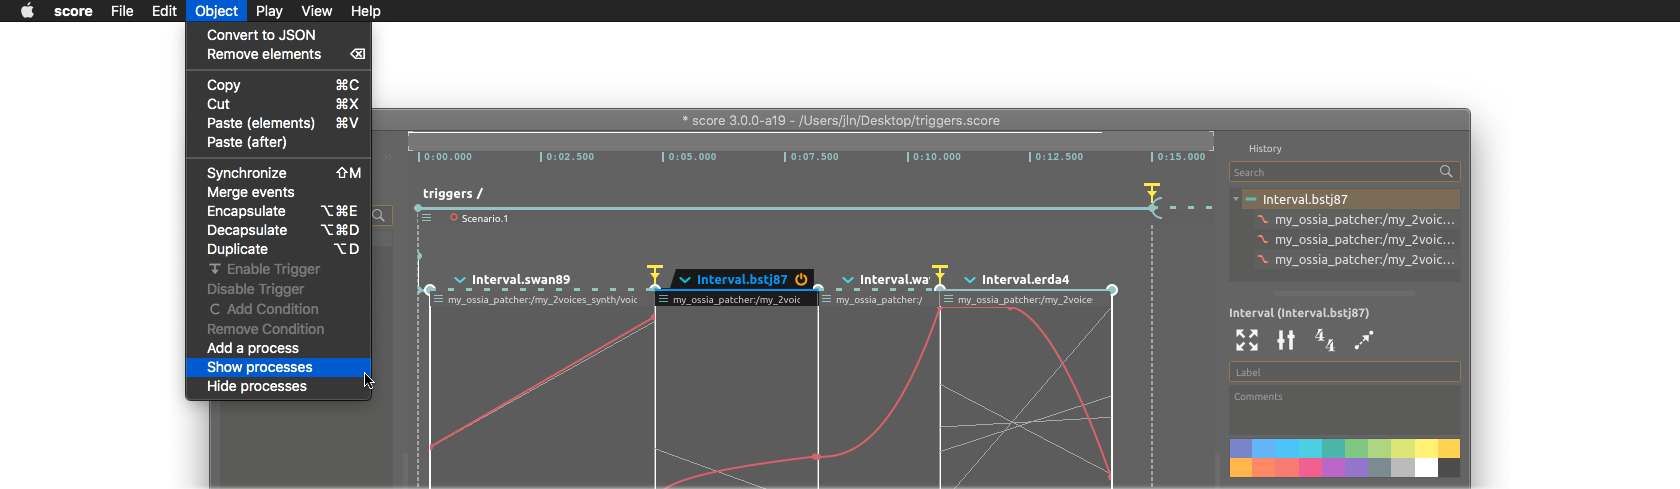 score File Edit Object Play View Help
Convert to JSON
Remove elements ⌫
Copy ⌘C
Cut ⌘X
Paste (elements) ⌘V
Paste (after)
Synchronize ⇧M
Merge events
Encapsulate ⌥⌘E
Decapsulate ⌥⌘D
Duplicate ⌥D
Enable Trigger
Disable Trigger
Add Condition
Remove Condition
Add a process
Show processes
Hide processes
* score 3.0.0-a19 - /Users/jln/Desktop/triggers.score
0:00.000 0:02.500 0:05.000 0:07.500 0:10.000 0:12.500 0:15.000
triggers /
Scenario.1
Interval.swan89 Interval.bstj87 Interval.wa Interval.erda4
my_ossia_patcher:/my_2voices_synth/voic my_ossia_patcher:/my_2voic my_ossia_patcher:/ my_ossia_patcher:/my_2voices
History
Search
Interval.bstj87
my_ossia_patcher:/my_2voic...
my_ossia_patcher:/my_2voic...
my_ossia_patcher:/my_2voic...
Interval (Interval.bstj87)
4/4
Label
Comments